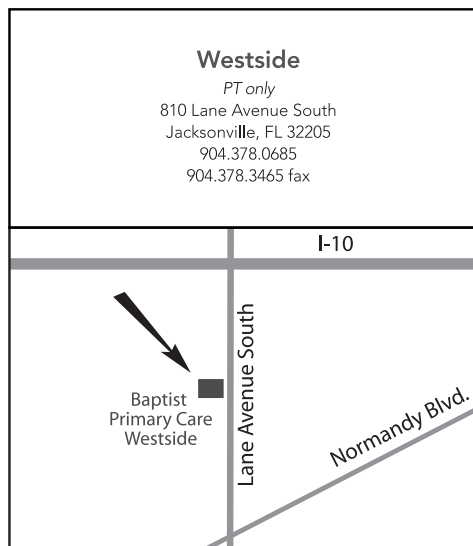 Westside
PT only
810 Lane Avenue South
Jacksonville, FL 32205
904.378.0685
904.378.3465 fax
I-10
Lane Avenue South
Baptist
Primary Care
Westside
Normandy Blvd.